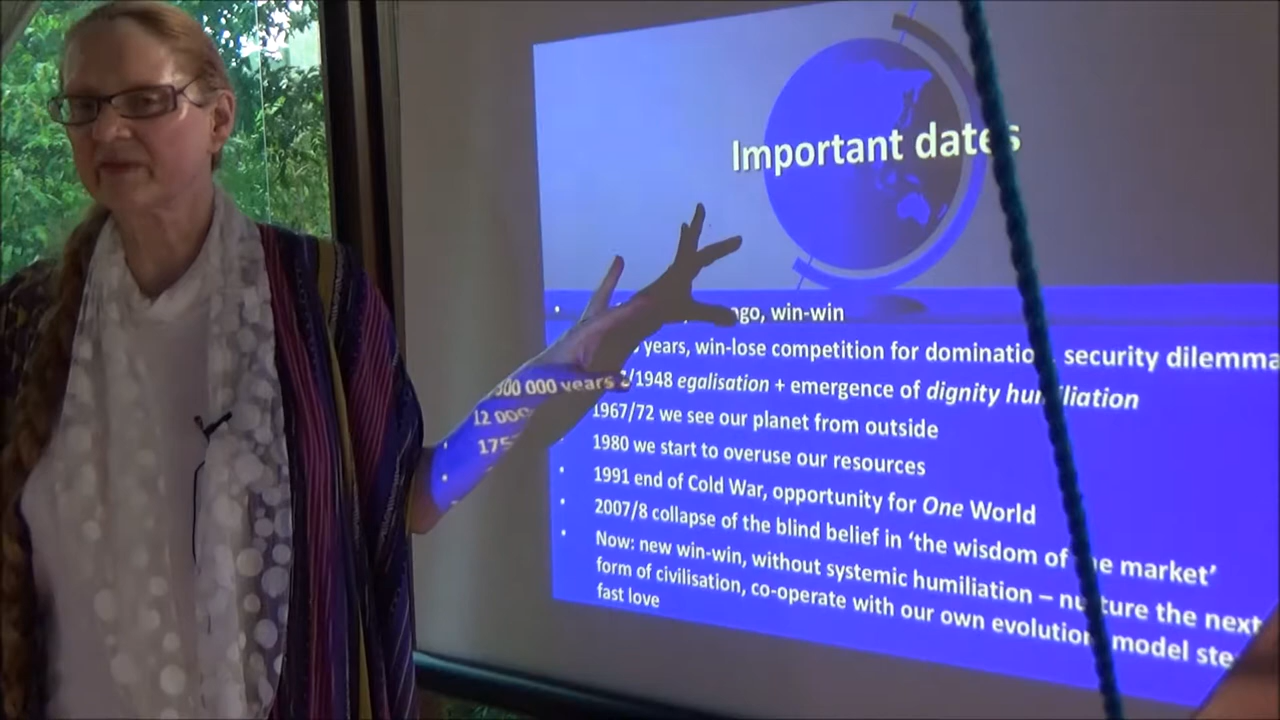 Important dates
ago, win-win
years, win-lose competition for domination security dilemma
/1948 egalisation + emergence of dignity humiliation
1967/72 we see our planet from outside
1980 we start to overuse our resources
1991 end of Cold War, opportunity for One World
2007/8 collapse of the blind belief in ‘the wisdom of the market’
Now: new win-win, without systemic humiliation – nurture the next
form of civilisation, co-operate with our own evolution model
fast love
000 years
12 000
175